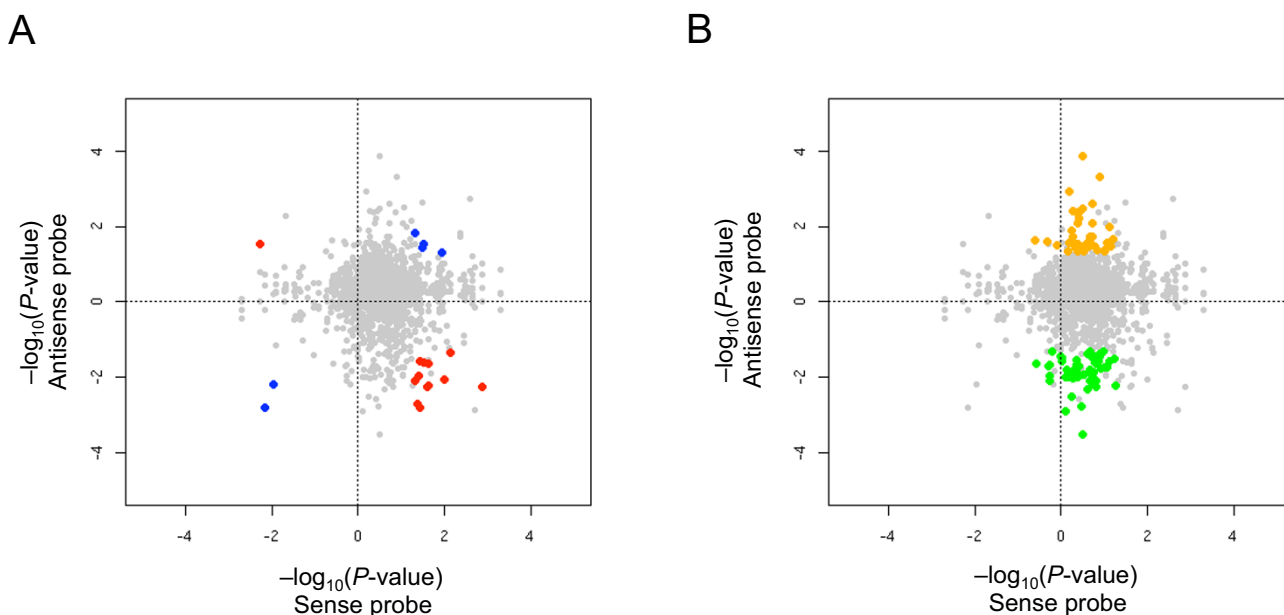 A
B
–log10(P-value)
Antisense probe
4
2
0
-2
-4
-4
-2
0
2
4
–log10(P-value)
Sense probe
–log10(P-value)
Antisense probe
4
2
0
-2
-4
-4
-2
0
2
4
–log10(P-value)
Sense probe